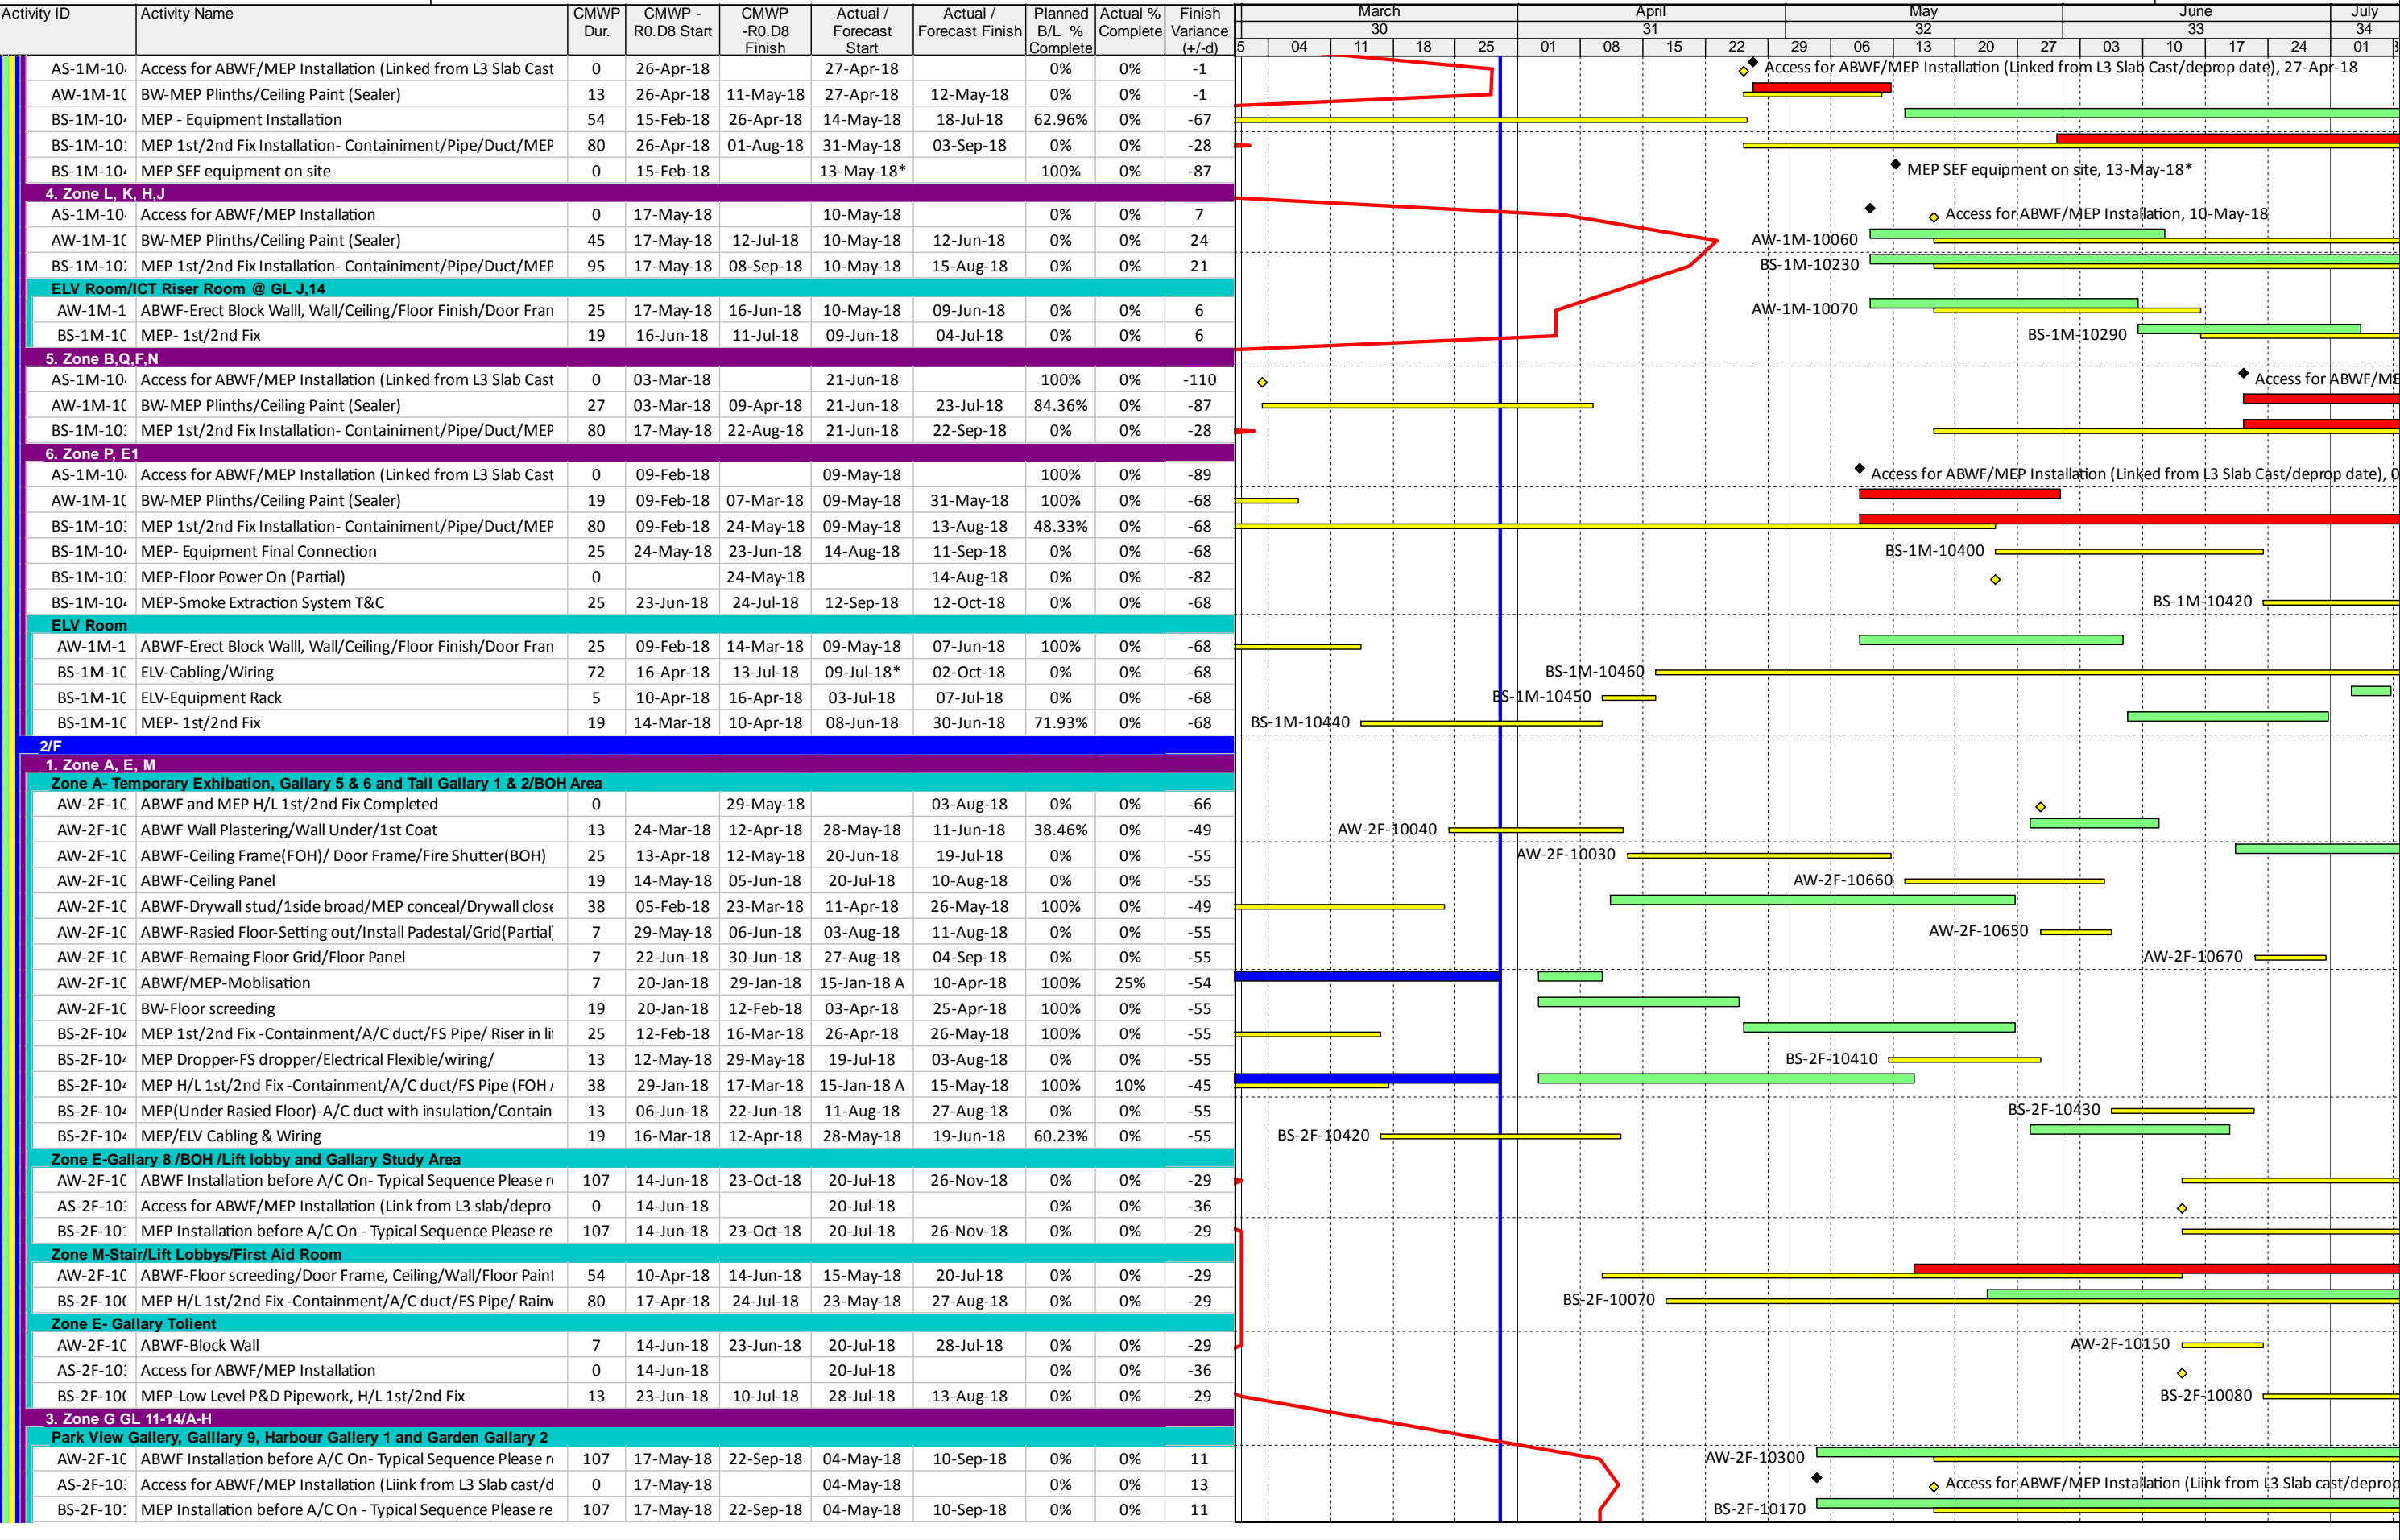 Activity ID Activity Name CMWP Dur. CMWP - R0.D8 Start CMWP -R0.D8 Finish Actual / Forecast Start Actual / Forecast Finish Planned B/L % Complete Actual % Complete Finish Variance (+/-d)
March April May June July
30 31 32 33 34
5 04 11 18 25 01 08 15 22 29 06 13 20 27 03 10 17 24 01
AS-1M-10 Access for ABWF/MEP Installation (Linked from L3 Slab Cast 0 26-Apr-18 27-Apr-18 0% 0% -1 Access for ABWF/MEP Installation (Linked from L3 Slab Cast/deprop date), 27-Apr-18
AW-1M-10 BW-MEP Plinths/Ceiling Paint (Sealer) 13 26-Apr-18 11-May-18 27-Apr-18 12-May-18 0% 0% -1
BS-1M-10 MEP - Equipment Installation 54 15-Feb-18 26-Apr-18 14-May-18 18-Jul-18 62.96% 0% -67
BS-1M-10 MEP 1st/2nd Fix Installation- Containiment/Pipe/Duct/MEP 80 26-Apr-18 01-Aug-18 31-May-18 03-Sep-18 0% 0% -28
BS-1M-10 MEP SEF equipment on site 0 15-Feb-18 13-May-18* 100% 0% -87 MEP SEF equipment on site, 13-May-18*
4. Zone L, K, H,J
AS-1M-10 Access for ABWF/MEP Installation 0 17-May-18 10-May-18 0% 0% 7 Access for ABWF/MEP Installation, 10-May-18
AW-1M-10 BW-MEP Plinths/Ceiling Paint (Sealer) 45 17-May-18 12-Jul-18 10-May-18 12-Jun-18 0% 0% 24 AW-1M-10060
BS-1M-10 MEP 1st/2nd Fix Installation- Containiment/Pipe/Duct/MEP 95 17-May-18 08-Sep-18 10-May-18 15-Aug-18 0% 0% 21 BS-1M-10230
ELV Room/ICT Riser Room @ GL J,14
AW-1M-1 ABWF-Erect Block Walll, Wall/Ceiling/Floor Finish/Door Fran 25 17-May-18 16-Jun-18 10-May-18 09-Jun-18 0% 0% 6 AW-1M-10070
BS-1M-10 MEP- 1st/2nd Fix 19 16-Jun-18 11-Jul-18 09-Jun-18 04-Jul-18 0% 0% 6 BS-1M-10290
5. Zone B,Q,F,N
AS-1M-10 Access for ABWF/MEP Installation (Linked from L3 Slab Cast 0 03-Mar-18 21-Jun-18 100% 0% -110 Access for ABWF/ME
AW-1M-10 BW-MEP Plinths/Ceiling Paint (Sealer) 27 03-Mar-18 09-Apr-18 21-Jun-18 23-Jul-18 84.36% 0% -87
BS-1M-10 MEP 1st/2nd Fix Installation- Containiment/Pipe/Duct/MEP 80 17-May-18 22-Aug-18 21-Jun-18 22-Sep-18 0% 0% -28
6. Zone P, E1
AS-1M-10 Access for ABWF/MEP Installation (Linked from L3 Slab Cast 0 09-Feb-18 09-May-18 100% 0% -89 Access for ABWF/MEP Installation (Linked from L3 Slab Cast/deprop date), 0
AW-1M-10 BW-MEP Plinths/Ceiling Paint (Sealer) 19 09-Feb-18 07-Mar-18 09-May-18 31-May-18 100% 0% -68
BS-1M-10 MEP 1st/2nd Fix Installation- Containiment/Pipe/Duct/MEP 80 09-Feb-18 24-May-18 09-May-18 13-Aug-18 48.33% 0% -68
BS-1M-10 MEP- Equipment Final Connection 25 24-May-18 23-Jun-18 14-Aug-18 11-Sep-18 0% 0% -68 BS-1M-10400
BS-1M-10 MEP-Floor Power On (Partial) 0 24-May-18 14-Aug-18 0% 0% -82
BS-1M-10 MEP-Smoke Extraction System T&C 25 23-Jun-18 24-Jul-18 12-Sep-18 12-Oct-18 0% 0% -68 BS-1M-10420
ELV Room
AW-1M-1 ABWF-Erect Block Walll, Wall/Ceiling/Floor Finish/Door Fran 25 09-Feb-18 14-Mar-18 09-May-18 07-Jun-18 100% 0% -68
BS-1M-10 ELV-Cabling/Wiring 72 16-Apr-18 13-Jul-18 09-Jul-18* 02-Oct-18 0% 0% -68 BS-1M-10460
BS-1M-10 ELV-Equipment Rack 5 10-Apr-18 16-Apr-18 03-Jul-18 07-Jul-18 0% 0% -68 BS-1M-10450
BS-1M-10 MEP- 1st/2nd Fix 19 14-Mar-18 10-Apr-18 08-Jun-18 30-Jun-18 71.93% 0% -68 BS-1M-10440
2/F
1. Zone A, E, M
Zone A- Temporary Exhibation, Gallary 5 & 6 and Tall Gallary 1 & 2/BOH Area
AW-2F-10 ABWF and MEP H/L 1st/2nd Fix Completed 0 29-May-18 03-Aug-18 0% 0% -66
AW-2F-10 ABWF Wall Plastering/Wall Under/1st Coat 13 24-Mar-18 12-Apr-18 28-May-18 11-Jun-18 38.46% 0% -49 AW-2F-10040
AW-2F-10 ABWF-Ceiling Frame(FOH)/ Door Frame/Fire Shutter(BOH) 25 13-Apr-18 12-May-18 20-Jun-18 19-Jul-18 0% 0% -55 AW-2F-10030
AW-2F-10 ABWF-Ceiling Panel 19 14-May-18 05-Jun-18 20-Jul-18 10-Aug-18 0% 0% -55 AW-2F-10660
AW-2F-10 ABWF-Drywall stud/1side broad/MEP conceal/Drywall close 38 05-Feb-18 23-Mar-18 11-Apr-18 26-May-18 100% 0% -49
AW-2F-10 ABWF-Rasied Floor-Setting out/Install Padestal/Grid(Partial) 7 29-May-18 06-Jun-18 03-Aug-18 11-Aug-18 0% 0% -55 AW-2F-10650
AW-2F-10 ABWF-Remaing Floor Grid/Floor Panel 7 22-Jun-18 30-Jun-18 27-Aug-18 04-Sep-18 0% 0% -55 AW-2F-10670
AW-2F-10 ABWF/MEP-Moblisation 7 20-Jan-18 29-Jan-18 15-Jan-18 A 10-Apr-18 100% 25% -54
AW-2F-10 BW-Floor screeding 19 20-Jan-18 12-Feb-18 03-Apr-18 25-Apr-18 100% 0% -55
BS-2F-104 MEP 1st/2nd Fix -Containment/A/C duct/FS Pipe/ Riser in lif 25 12-Feb-18 16-Mar-18 26-Apr-18 26-May-18 100% 0% -55
BS-2F-104 MEP Dropper-FS dropper/Electrical Flexible/wiring/ 13 12-May-18 29-May-18 19-Jul-18 03-Aug-18 0% 0% -55 BS-2F-10410
BS-2F-104 MEP H/L 1st/2nd Fix -Containment/A/C duct/FS Pipe (FOH 38 29-Jan-18 17-Mar-18 15-Jan-18 A 15-May-18 100% 10% -45
BS-2F-104 MEP(Under Rasied Floor)-A/C duct with insulation/Contain 13 06-Jun-18 22-Jun-18 11-Aug-18 27-Aug-18 0% 0% -55 BS-2F-10430
BS-2F-104 MEP/ELV Cabling & Wiring 19 16-Mar-18 12-Apr-18 28-May-18 19-Jun-18 60.23% 0% -55 BS-2F-10420
Zone E-Gallary 8 /BOH /Lift lobby and Gallary Study Area
AW-2F-10 ABWF Installation before A/C On- Typical Sequence Please r 107 14-Jun-18 23-Oct-18 20-Jul-18 26-Nov-18 0% 0% -29
AS-2F-10 Access for ABWF/MEP Installation (Link from L3 slab/depro 0 14-Jun-18 20-Jul-18 0% 0% -36
BS-2F-101 MEP Installation before A/C On - Typical Sequence Please re 107 14-Jun-18 23-Oct-18 20-Jul-18 26-Nov-18 0% 0% -29
Zone M-Stair/Lift Lobbys/First Aid Room
AW-2F-10 ABWF-Floor screeding/Door Frame, Ceiling/Wall/Floor Paint 54 10-Apr-18 14-Jun-18 15-May-18 20-Jul-18 0% 0% -29
BS-2F-100 MEP H/L 1st/2nd Fix -Containment/A/C duct/FS Pipe/ Rainw 80 17-Apr-18 24-Jul-18 23-May-18 27-Aug-18 0% 0% -29 BS-2F-10070
Zone E- Gallary Tolient
AW-2F-10 ABWF-Block Wall 7 14-Jun-18 23-Jun-18 20-Jul-18 28-Jul-18 0% 0% -29 AW-2F-10150
AS-2F-10 Access for ABWF/MEP Installation 0 14-Jun-18 20-Jul-18 0% 0% -36
BS-2F-100 MEP-Low Level P&D Pipework, H/L 1st/2nd Fix 13 23-Jun-18 10-Jul-18 28-Jul-18 13-Aug-18 0% 0% -29 BS-2F-10080
3. Zone G GL 11-14/A-H
Park View Gallery, Galllary 9, Harbour Gallery 1 and Garden Gallary 2
AW-2F-10 ABWF Installation before A/C On- Typical Sequence Please r 107 17-May-18 22-Sep-18 04-May-18 10-Sep-18 0% 0% 11 AW-2F-10300
AS-2F-10 Access for ABWF/MEP Installation (Liink from L3 Slab cast/d 0 17-May-18 04-May-18 0% 0% 13 Access for ABWF/MEP Installation (Liink from L3 Slab cast/deprop
BS-2F-101 MEP Installation before A/C On - Typical Sequence Please re 107 17-May-18 22-Sep-18 04-May-18 10-Sep-18 0% 0% 11 BS-2F-10170